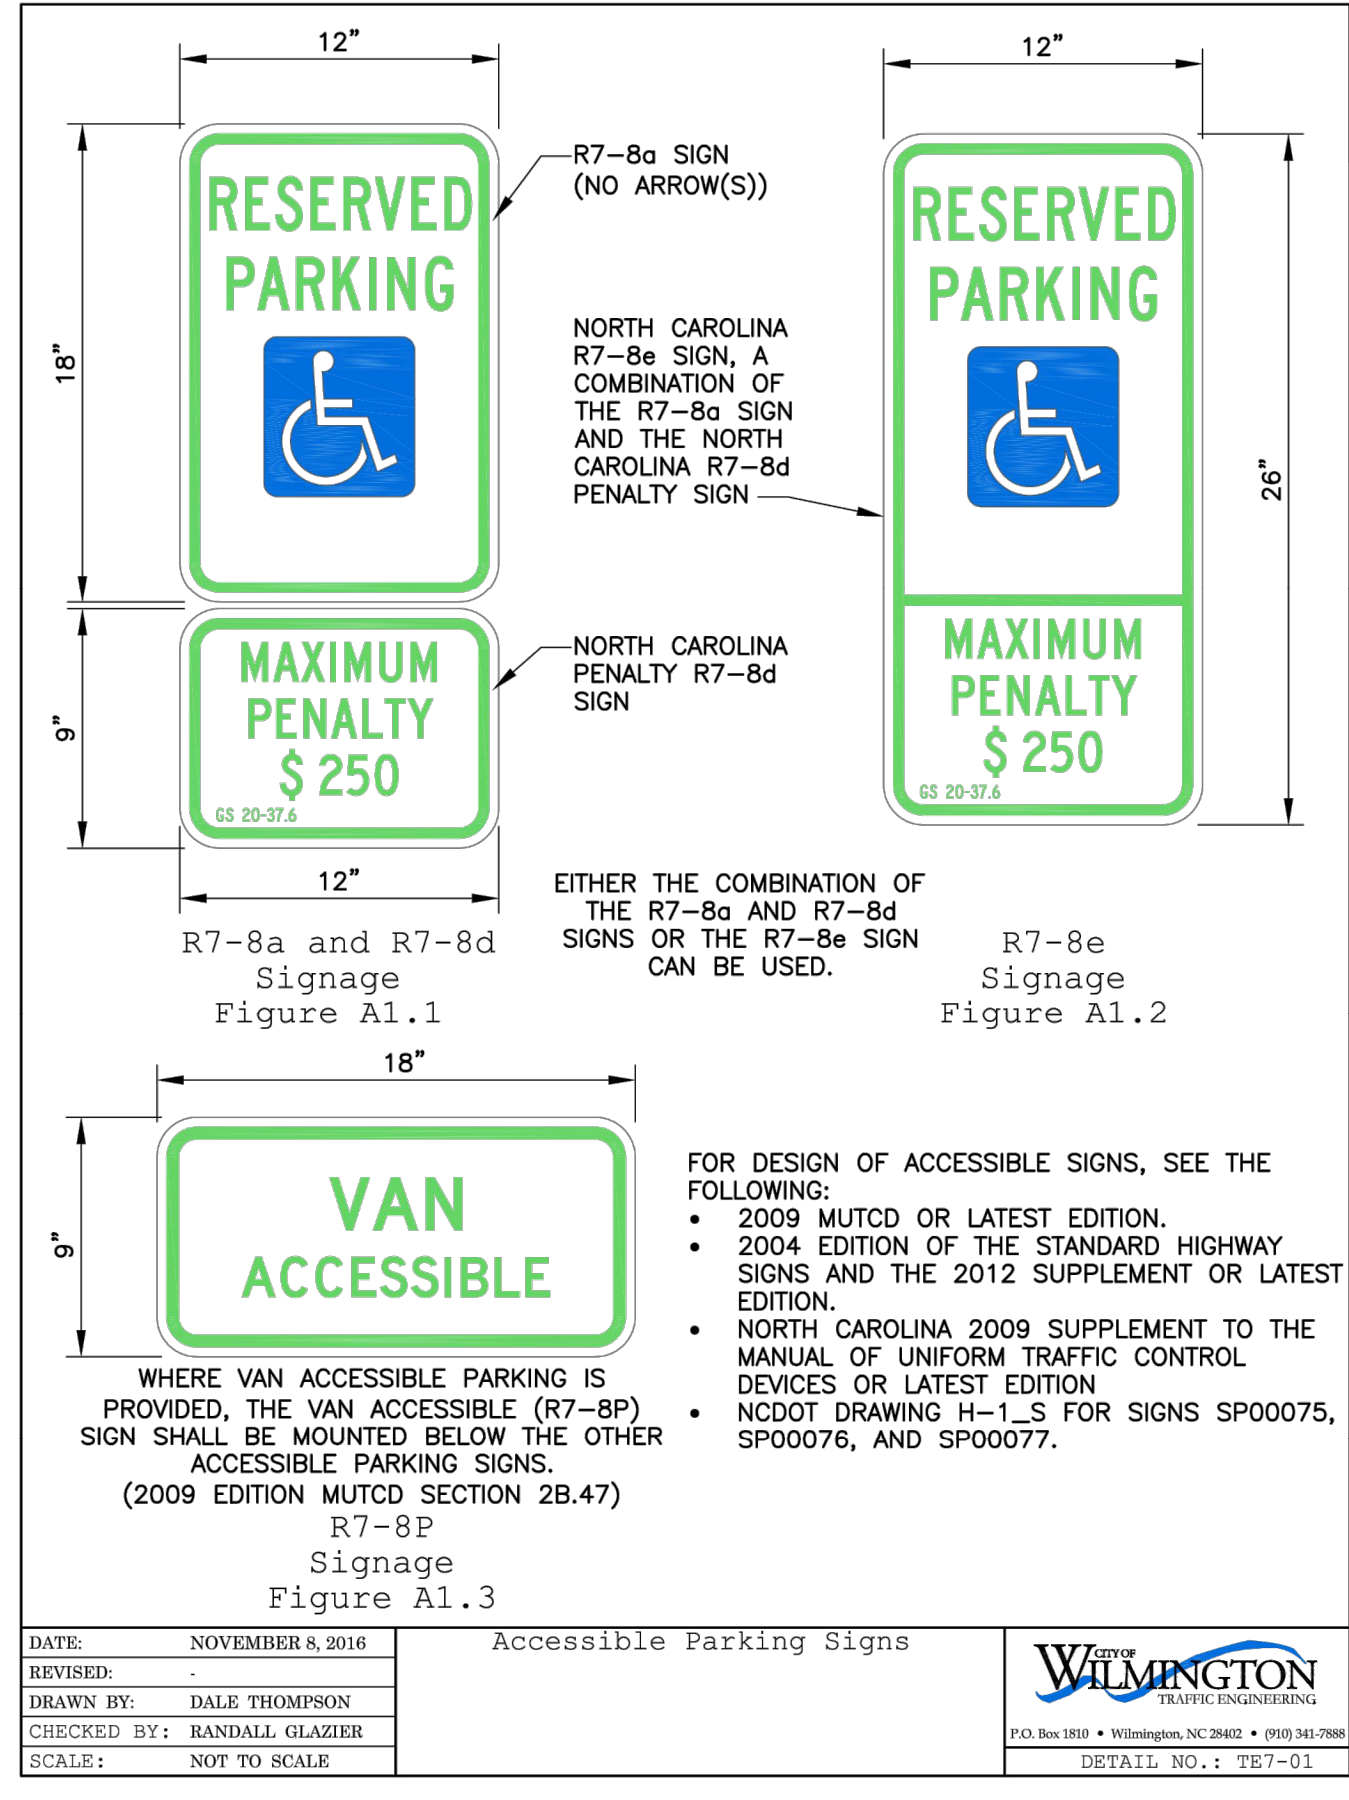 12"
RESERVED
PARKING
18"
R7-8a SIGN
(NO ARROW(S))
MAXIMUM
PENALTY
$ 250
GS 20-37.6
9"
NORTH CAROLINA
PENALTY R7-8d
SIGN
12"
R7-8a and R7-8d
Signage
Figure A1.1
NORTH CAROLINA
R7-8e SIGN, A
COMBINATION OF
THE R7-8a SIGN
AND THE NORTH
CAROLINA R7-8d
PENALTY SIGN
12"
RESERVED
PARKING
26"
MAXIMUM
PENALTY
$ 250
GS 20-37.6
EITHER THE COMBINATION OF
THE R7-8a AND R7-8d
SIGNS OR THE R7-8e SIGN
CAN BE USED.
R7-8e
Signage
Figure A1.2
18"
9"
VAN
ACCESSIBLE
WHERE VAN ACCESSIBLE PARKING IS
PROVIDED, THE VAN ACCESSIBLE (R7-8P)
SIGN SHALL BE MOUNTED BELOW THE OTHER
ACCESSIBLE PARKING SIGNS.
(2009 EDITION MUTCD SECTION 2B.47)
R7-8P
Signage
Figure A1.3
FOR DESIGN OF ACCESSIBLE SIGNS, SEE THE
FOLLOWING:
• 2009 MUTCD OR LATEST EDITION.
• 2004 EDITION OF THE STANDARD HIGHWAY
SIGNS AND THE 2012 SUPPLEMENT OR LATEST
EDITION.
• NORTH CAROLINA 2009 SUPPLEMENT TO THE
MANUAL OF UNIFORM TRAFFIC CONTROL
DEVICES OR LATEST EDITION
• NCDOT DRAWING H-1_S FOR SIGNS SP00075,
SP00076, AND SP00077.
DATE: NOVEMBER 8, 2016
REVISED: -
DRAWN BY: DALE THOMPSON
CHECKED BY: RANDALL GLAZIER
SCALE: NOT TO SCALE
Accessible Parking Signs
CITY OF
WILMINGTON
TRAFFIC ENGINEERING
P.O. Box 1810 • Wilmington, NC 28402 • (910) 341-7888
DETAIL NO.: TE7-01